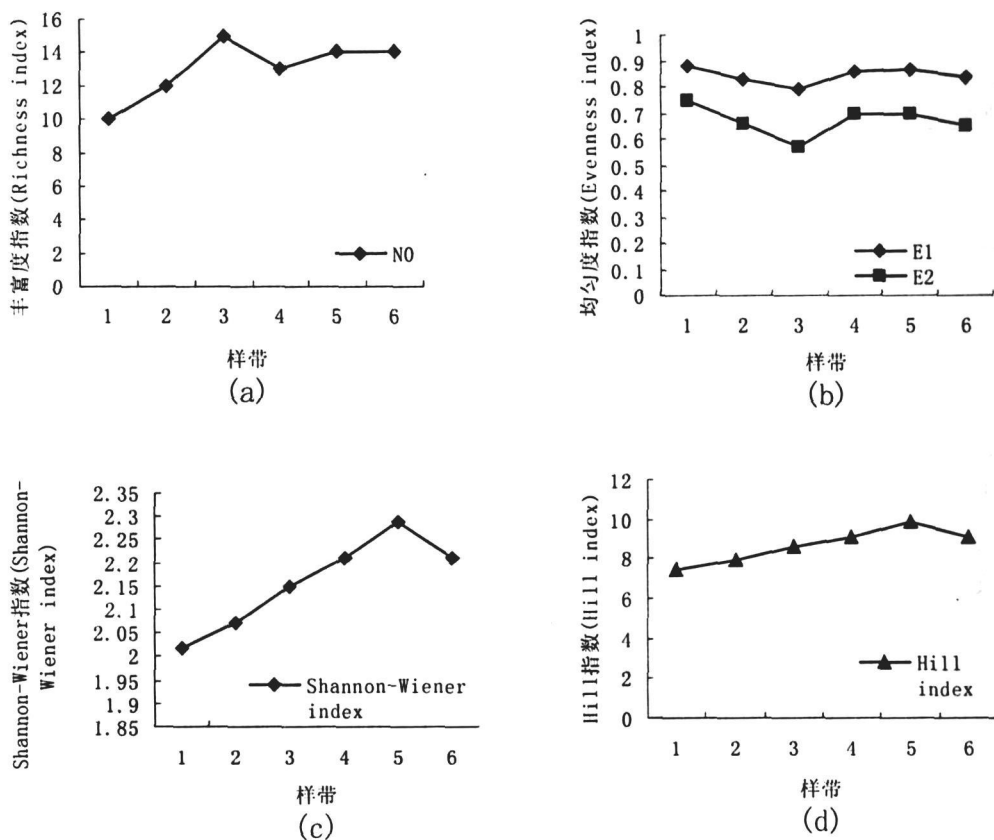 丰富度指数(Richness index)
16
14
12
10
8
6
4
2
0
N0
1 2 3 4 5 6
样带
(a)
均匀度指数(Evenness index)
1
0.9
0.8
0.7
0.6
0.5
0.4
0.3
0.2
0.1
0
E1
E2
1 2 3 4 5 6
样带
(b)
Shannon-Wiener指数(Shannon-
Wiener index)
2.35
2.3
2.25
2.2
2.15
2.1
2.05
2
1.95
1.9
1.85
Shannon~Wiener
index
1 2 3 4 5 6
样带
(c)
Hill指数(Hill index)
12
10
8
6
4
2
0
Hill
index
1 2 3 4 5 6
样带
(d)